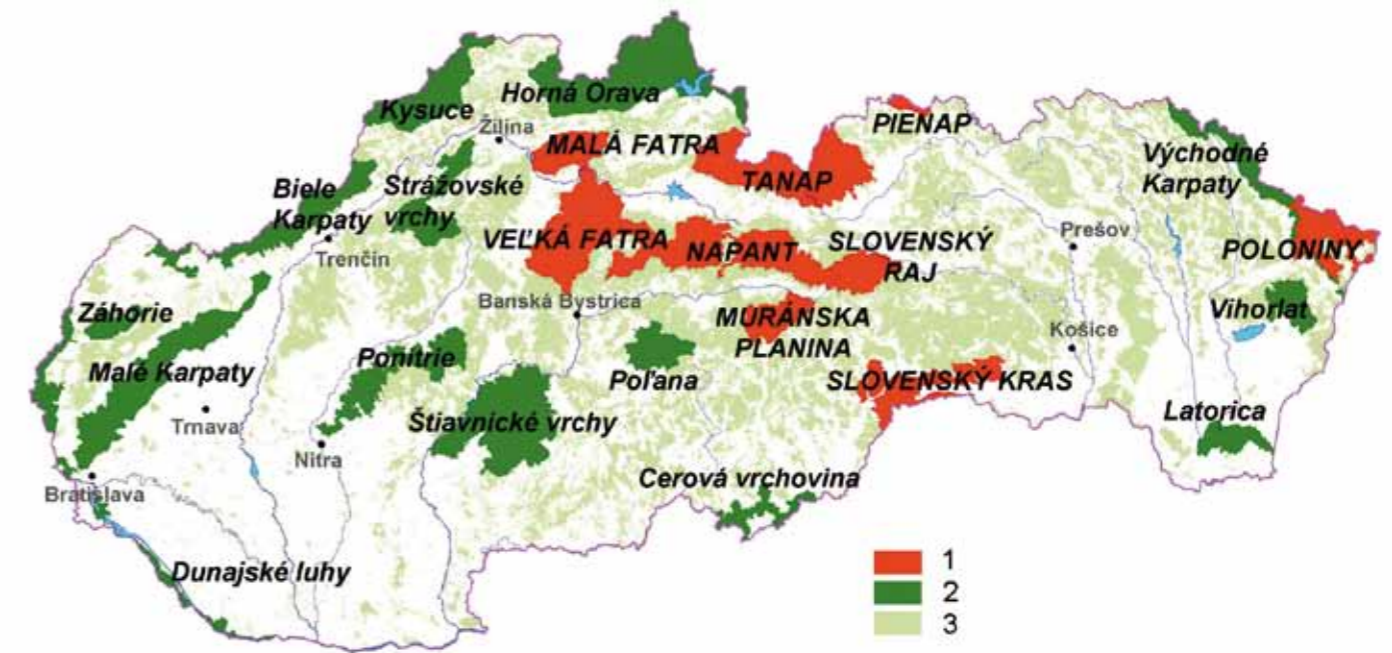 Kysuce
Horná Orava
Žilina
MALÁ FATRA
PIENAP
TANAP
Východné
Karpaty
Biele
Karpaty
Strážovské
vrchy
Trenčín
VEĽKÁ FATRA
NAPANT
SLOVENSKÝ
RAJ
Prešov
POLONINY
Záhorie
Banská Bystrica
MURÁNSKA
PLANINA
Košice
Vihorlat
Malé Karpaty
Ponitrie
Poľana
SLOVENSKÝ KRAS
Trnava
Štiavnické vrchy
Latorica
Nitra
Bratislava
Cerová vrchovina
Dunajské luhy
1
2
3